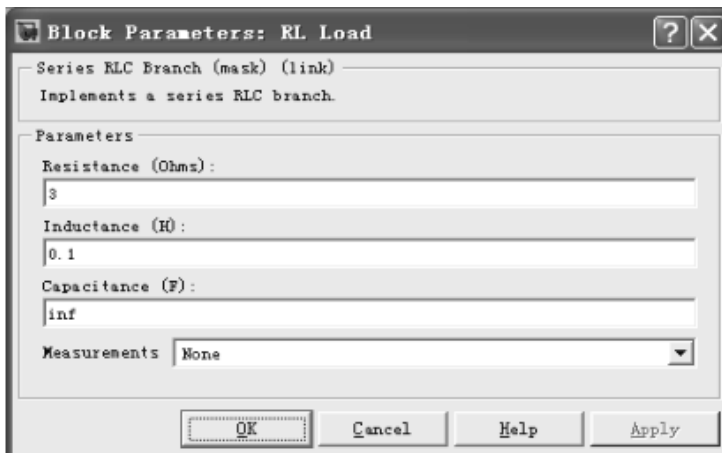 Block Parameters: RL Load
Series RLC Branch (mask) (link)
Implements a series RLC branch.
Parameters
Resistance (Ohms):
3
Inductance (H):
0.1
Capacitance (F):
inf
Measurements None
OK Cancel Help Apply